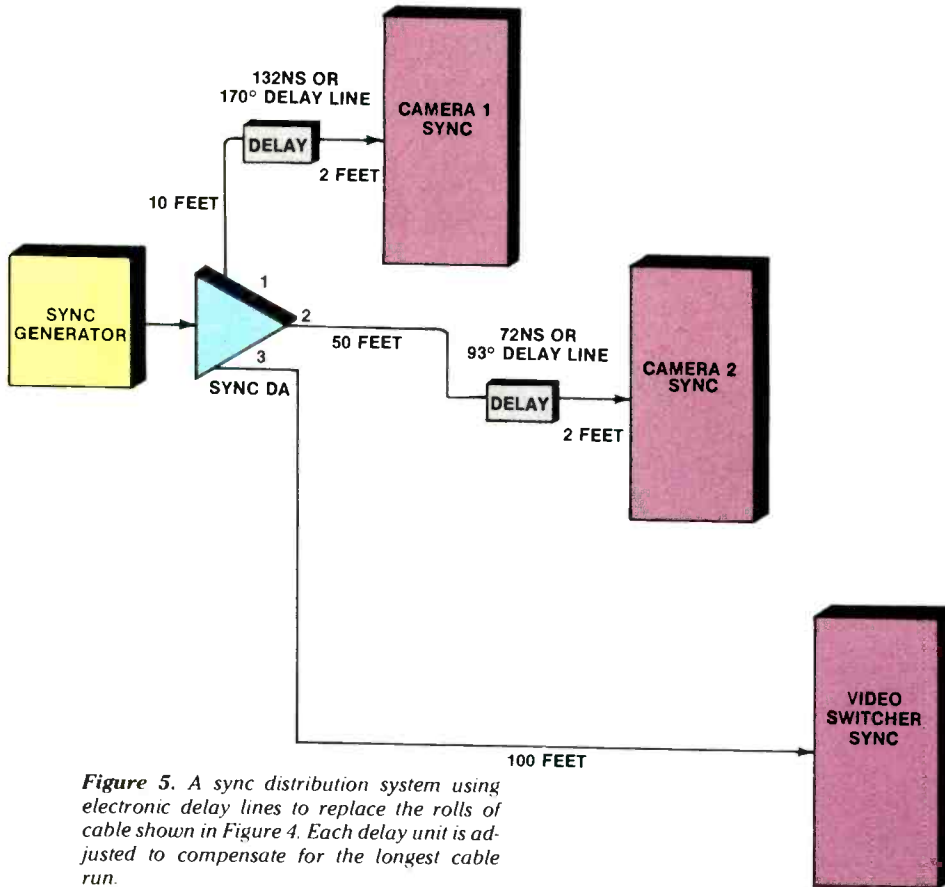 132NS OR
170° DELAY LINE
CAMERA 1
SYNC
DELAY
2 FEET
10 FEET
SYNC
GENERATOR
1
2
3
SYNC DA
50 FEET
72NS OR
93° DELAY LINE
DELAY
2 FEET
CAMERA 2
SYNC
100 FEET
VIDEO
SWITCHER
SYNC
Figure 5. A sync distribution system using
electronic delay lines to replace the rolls of
cable shown in Figure 4. Each delay unit is ad-
justed to compensate for the longest cable
run.